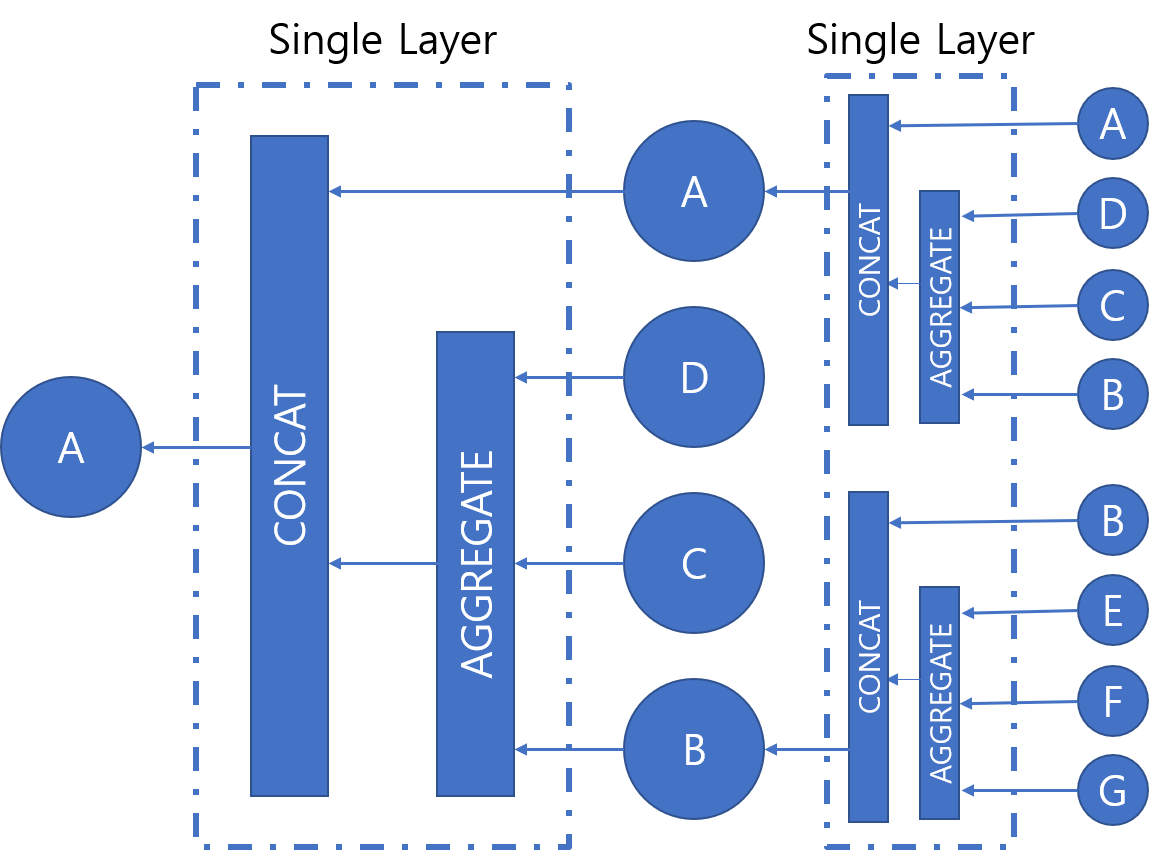 Single Layer
Single Layer
A
CONCAT
AGGREGATE
A
D
C
B
CONCAT
AGGREGATE
A
D
C
B
CONCAT
AGGREGATE
B
E
F
G